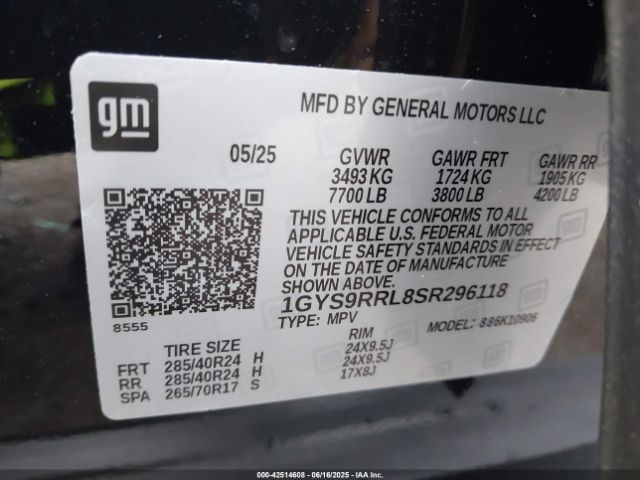 gm
MFD BY GENERAL MOTORS LLC
05/25
GVWR GAWR FRT GAWR RR
3493 KG 1724 KG 1905 KG
7700 LB 3800 LB 4200 LB
THIS VEHICLE CONFORMS TO ALL
APPLICABLE U.S. FEDERAL MOTOR
VEHICLE SAFETY STANDARDS IN EFFECT
ON THE DATE OF MANUFACTURE
SHOWN ABOVE.
1GYS9RRL8SR296118
8555
TYPE: MPV MODEL: 886K10906
TIRE SIZE RIM
FRT 285/40R24 H 24X9.5J
RR 285/40R24 H 24X9.5J
SPA 265/70R17 S 17X8J
000-42514608 - 06/16/2025 - IAA Inc.